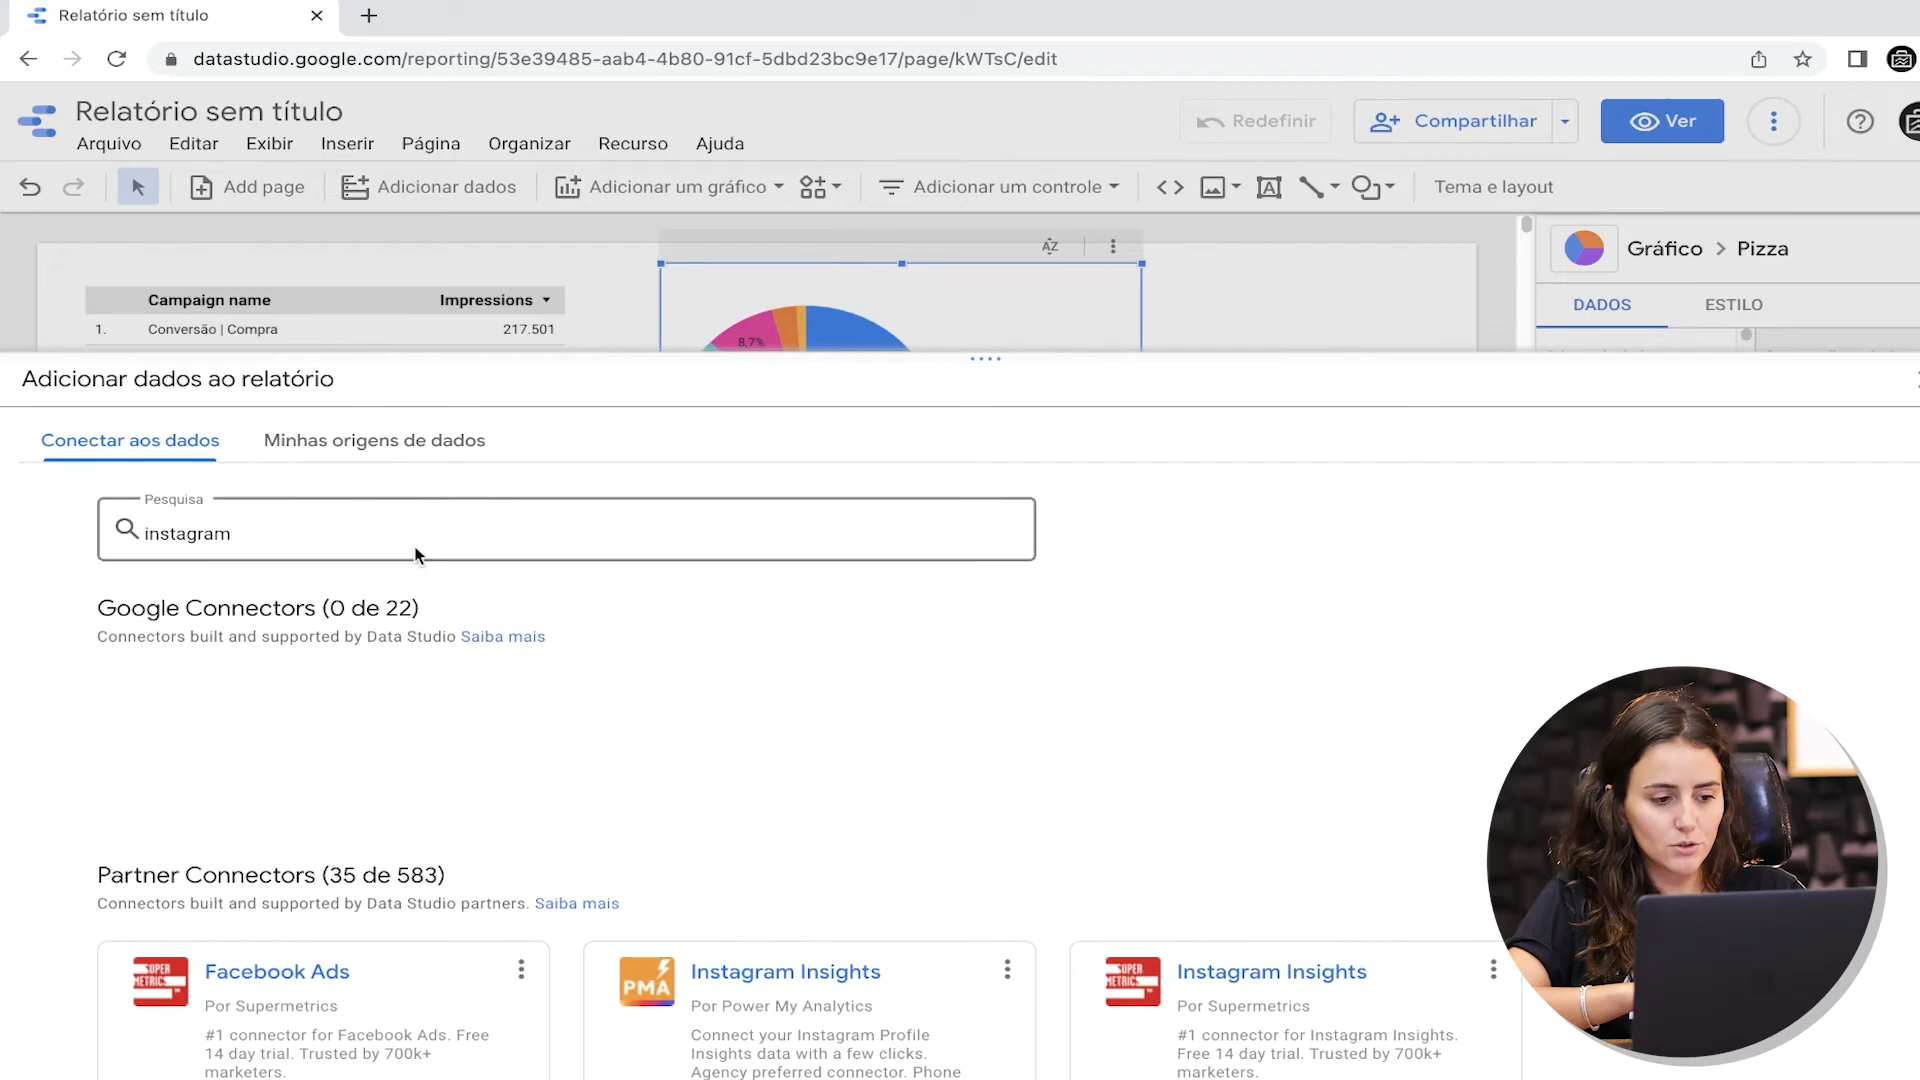 Relatório sem título
datastudio.google.com/reporting/53e39485-aab4-4b80-91cf-5dbd23bc9e17/page/kWTsC/edit
Relatório sem título
Redefinir
Compartilhar
Ver
Arquivo Editar Exibir Inserir Página Organizar Recurso Ajuda
Add page Adicionar dados Adicionar um gráfico Adicionar um controle Tema e layout
AZ
Gráfico > Pizza
Campaign name Impressions
DADOS ESTILO
1. Conversão | Compra 217.501
8,7%
Adicionar dados ao relatório
Conectar aos dados Minhas origens de dados
Pesquisa
instagram
Google Connectors (0 de 22)
Connectors built and supported by Data Studio Saiba mais
Partner Connectors (35 de 583)
Connectors built and supported by Data Studio partners. Saiba mais
SUPER METRICS
Facebook Ads
Por Supermetrics
#1 connector for Facebook Ads. Free
14 day trial. Trusted by 700k+
marketers.
PMA
Instagram Insights
Por Power My Analytics
Connect your Instagram Profile
Insights data with a few clicks.
Agency preferred connector. Phone
SUPER METRICS
Instagram Insights
Por Supermetrics
#1 connector for Instagram Insights.
Free 14 day trial. Trusted by 700k+
marketers.